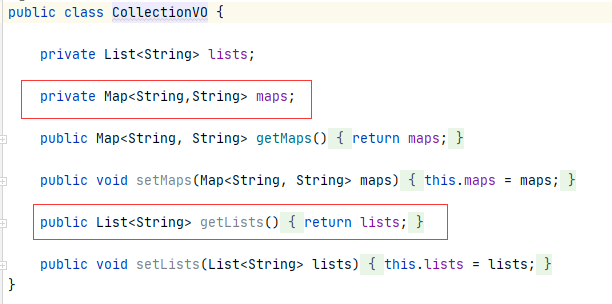 public class CollectionVO {
private List<String> lists;
private Map<String,String> maps;
public Map<String, String> getMaps() { return maps; }
public void setMaps(Map<String, String> maps) { this.maps = maps; }
public List<String> getLists() { return lists; }
public void setLists(List<String> lists) { this.lists = lists; }
}